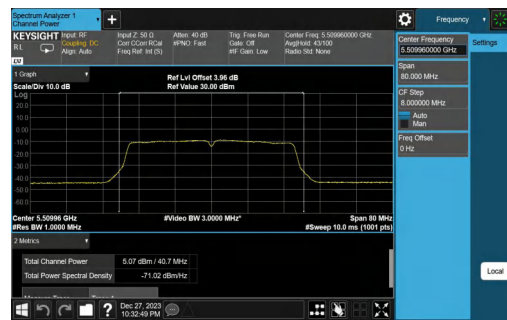 Spectrum Analyzer 1
Channel Power
Frequency
KEYSIGHT
RL
Input: RF
Coupling: DC
Align: Auto
Input Z: 50 Ω
Corr CCorr RCal
Freq Ref: Int (S)
Atten: 40 dB
#PNO: Fast
Trig: Free Run
Gate: Off
#IF Gain: Low
Center Freq: 5.509960000 GHz
Avg|Hold: 43/100
Radio Std: None
Center Frequency
5.509960000 GHz
Settings
Span
80.000 MHz
CF Step
8.000000 MHz
Auto
Man
Freq Offset
0 Hz
Local
1 Graph
Scale/Div 10.0 dB
Ref Lvl Offset 3.96 dB
Ref Value 30.00 dBm
Log
20.0
10.0
0.00
-10.0
-20.0
-30.0
-40.0
-50.0
-60.0
Center 5.50996 GHz
#Res BW 1.0000 MHz
#Video BW 3.0000 MHz*
Span 80 MHz
#Sweep 10.0 ms (1001 pts)
2 Metrics
Total Channel Power 5.07 dBm / 40.7 MHz
Total Power Spectral Density -71.02 dBm/Hz
Dec 27, 2023
10:32:49 PM